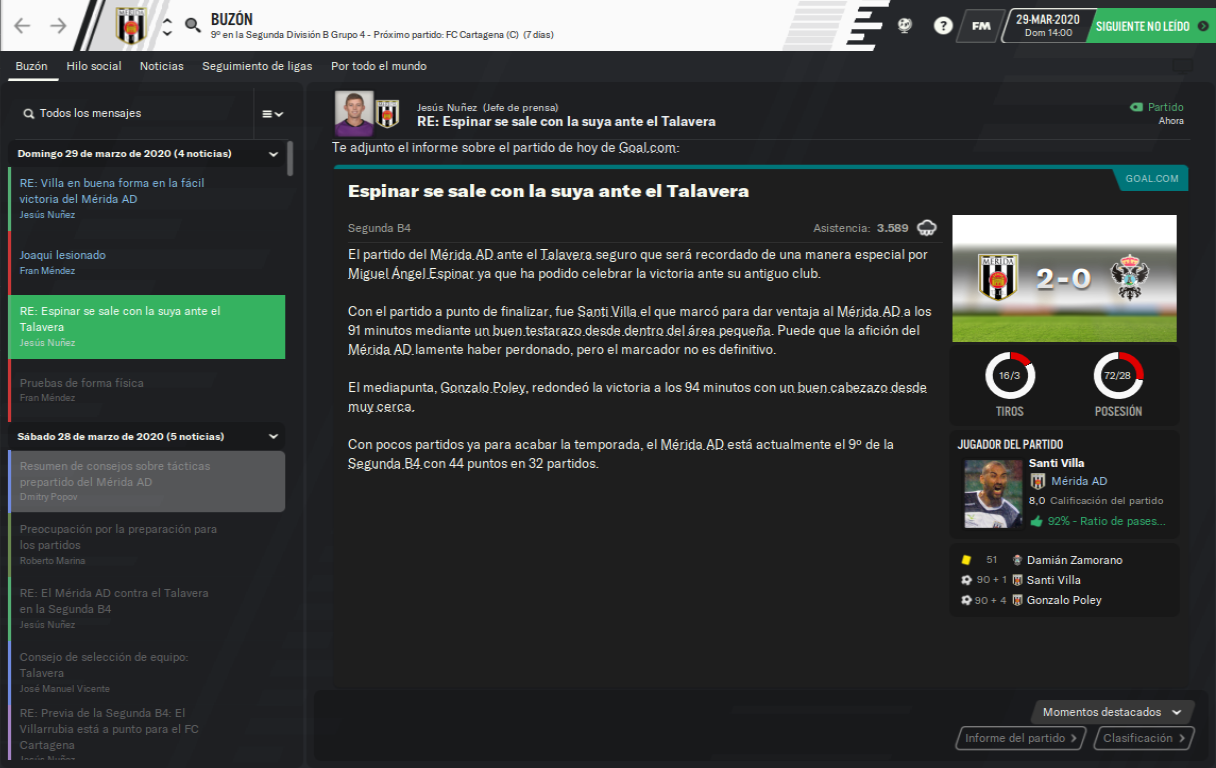 BUZÓN
9º en la Segunda División B Grupo 4 - Próximo partido: FC Cartagena (C) (7 días)
?
FM
29-MAR-2020
Dom 14:00
SIGUIENTE NO LEÍDO
Buzón
Hilo social
Noticias
Seguimiento de ligas
Por todo el mundo
Todos los mensajes
Domingo 29 de marzo de 2020 (4 noticias)
RE: Villa en buena forma en la fácil
victoria del Mérida AD
Jesús Nuñez
Joaqui lesionado
Fran Méndez
RE: Espinar se sale con la suya ante el
Talavera
Jesús Nuñez
Pruebas de forma física
Fran Méndez
Sábado 28 de marzo de 2020 (5 noticias)
Resumen de consejos sobre tácticas
prepartido del Mérida AD
Dmitry Popov
Preocupación por la preparación para
los partidos
Roberto Marina
RE: El Mérida AD contra el Talavera
en la Segunda B4
Jesús Nuñez
Consejo de selección de equipo:
Talavera
José Manuel Vicente
RE: Previa de la Segunda B4: El
Villarrubia está a punto para el FC
Cartagena
Jesús Nuñez
Jesús Nuñez (Jefe de prensa)
RE: Espinar se sale con la suya ante el Talavera
Partido
Ahora
Te adjunto el informe sobre el partido de hoy de Goal.com:
GOAL.COM
Espinar se sale con la suya ante el Talavera
Segunda B4
Asistencia: 3.589
El partido del Mérida AD ante el Talavera seguro que será recordado de una manera especial por
Miguel Ángel Espinar ya que ha podido celebrar la victoria ante su antiguo club.
Con el partido a punto de finalizar, fue Santi Villa el que marcó para dar ventaja al Mérida AD a los
91 minutos mediante un buen testarazo desde dentro del área pequeña. Puede que la afición del
Mérida AD lamente haber perdonado, pero el marcador no es definitivo.
El mediapunta, Gonzalo Poley, redondeó la victoria a los 94 minutos con un buen cabezazo desde
muy cerca.
Con pocos partidos ya para acabar la temporada, el Mérida AD está actualmente el 9º de la
Segunda B4 con 44 puntos en 32 partidos.
MÉRIDA
2-0
16/3
TIROS
72/28
POSESIÓN
JUGADOR DEL PARTIDO
Santi Villa
Mérida AD
8,0 Calificación del partido
92% - Ratio de pases...
51 Damián Zamorano
90 + 1 Santi Villa
90 + 4 Gonzalo Poley
Momentos destacados
Informe del partido
Clasificación